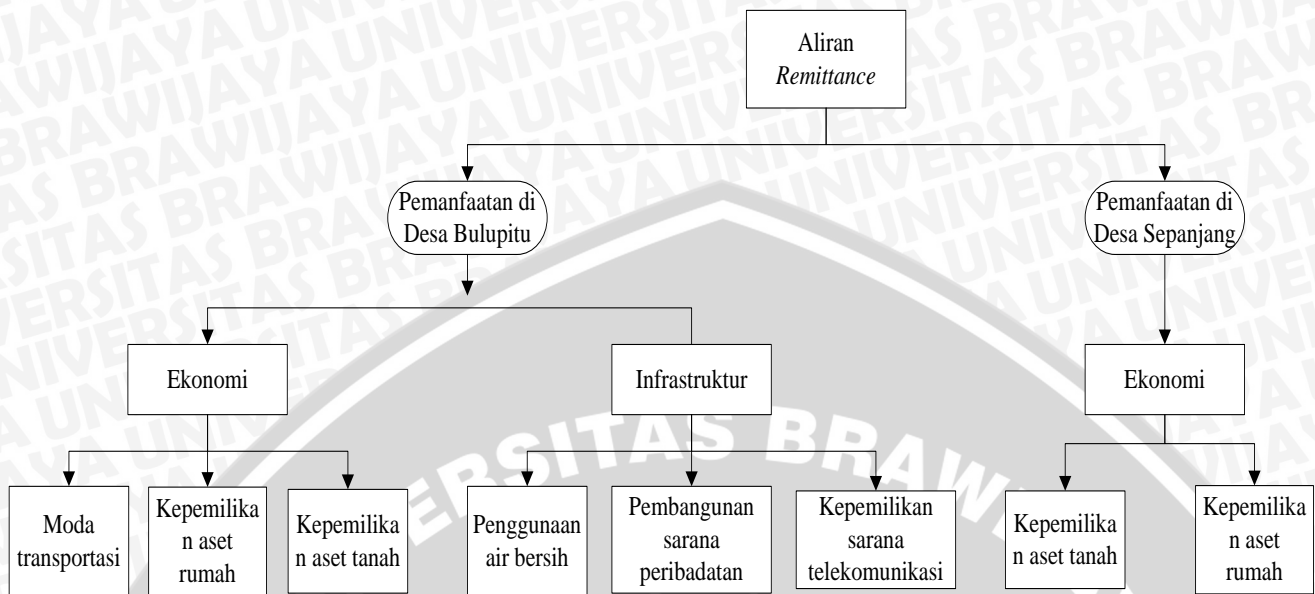 Aliran
Remittance
Pemanfaatan di
Desa Bulupitu
Pemanfaatan di
Desa Sepanjang
Ekonomi
Infrastruktur
Ekonomi
Moda
transportasi
Kepemilika
n aset
rumah
Kepemilika
n aset tanah
Penggunaan
air bersih
Pembangunan
sarana
peribadatan
Kepemilikan
sarana
telekomunikasi
Kepemilika
n aset tanah
Kepemilika
n aset
rumah